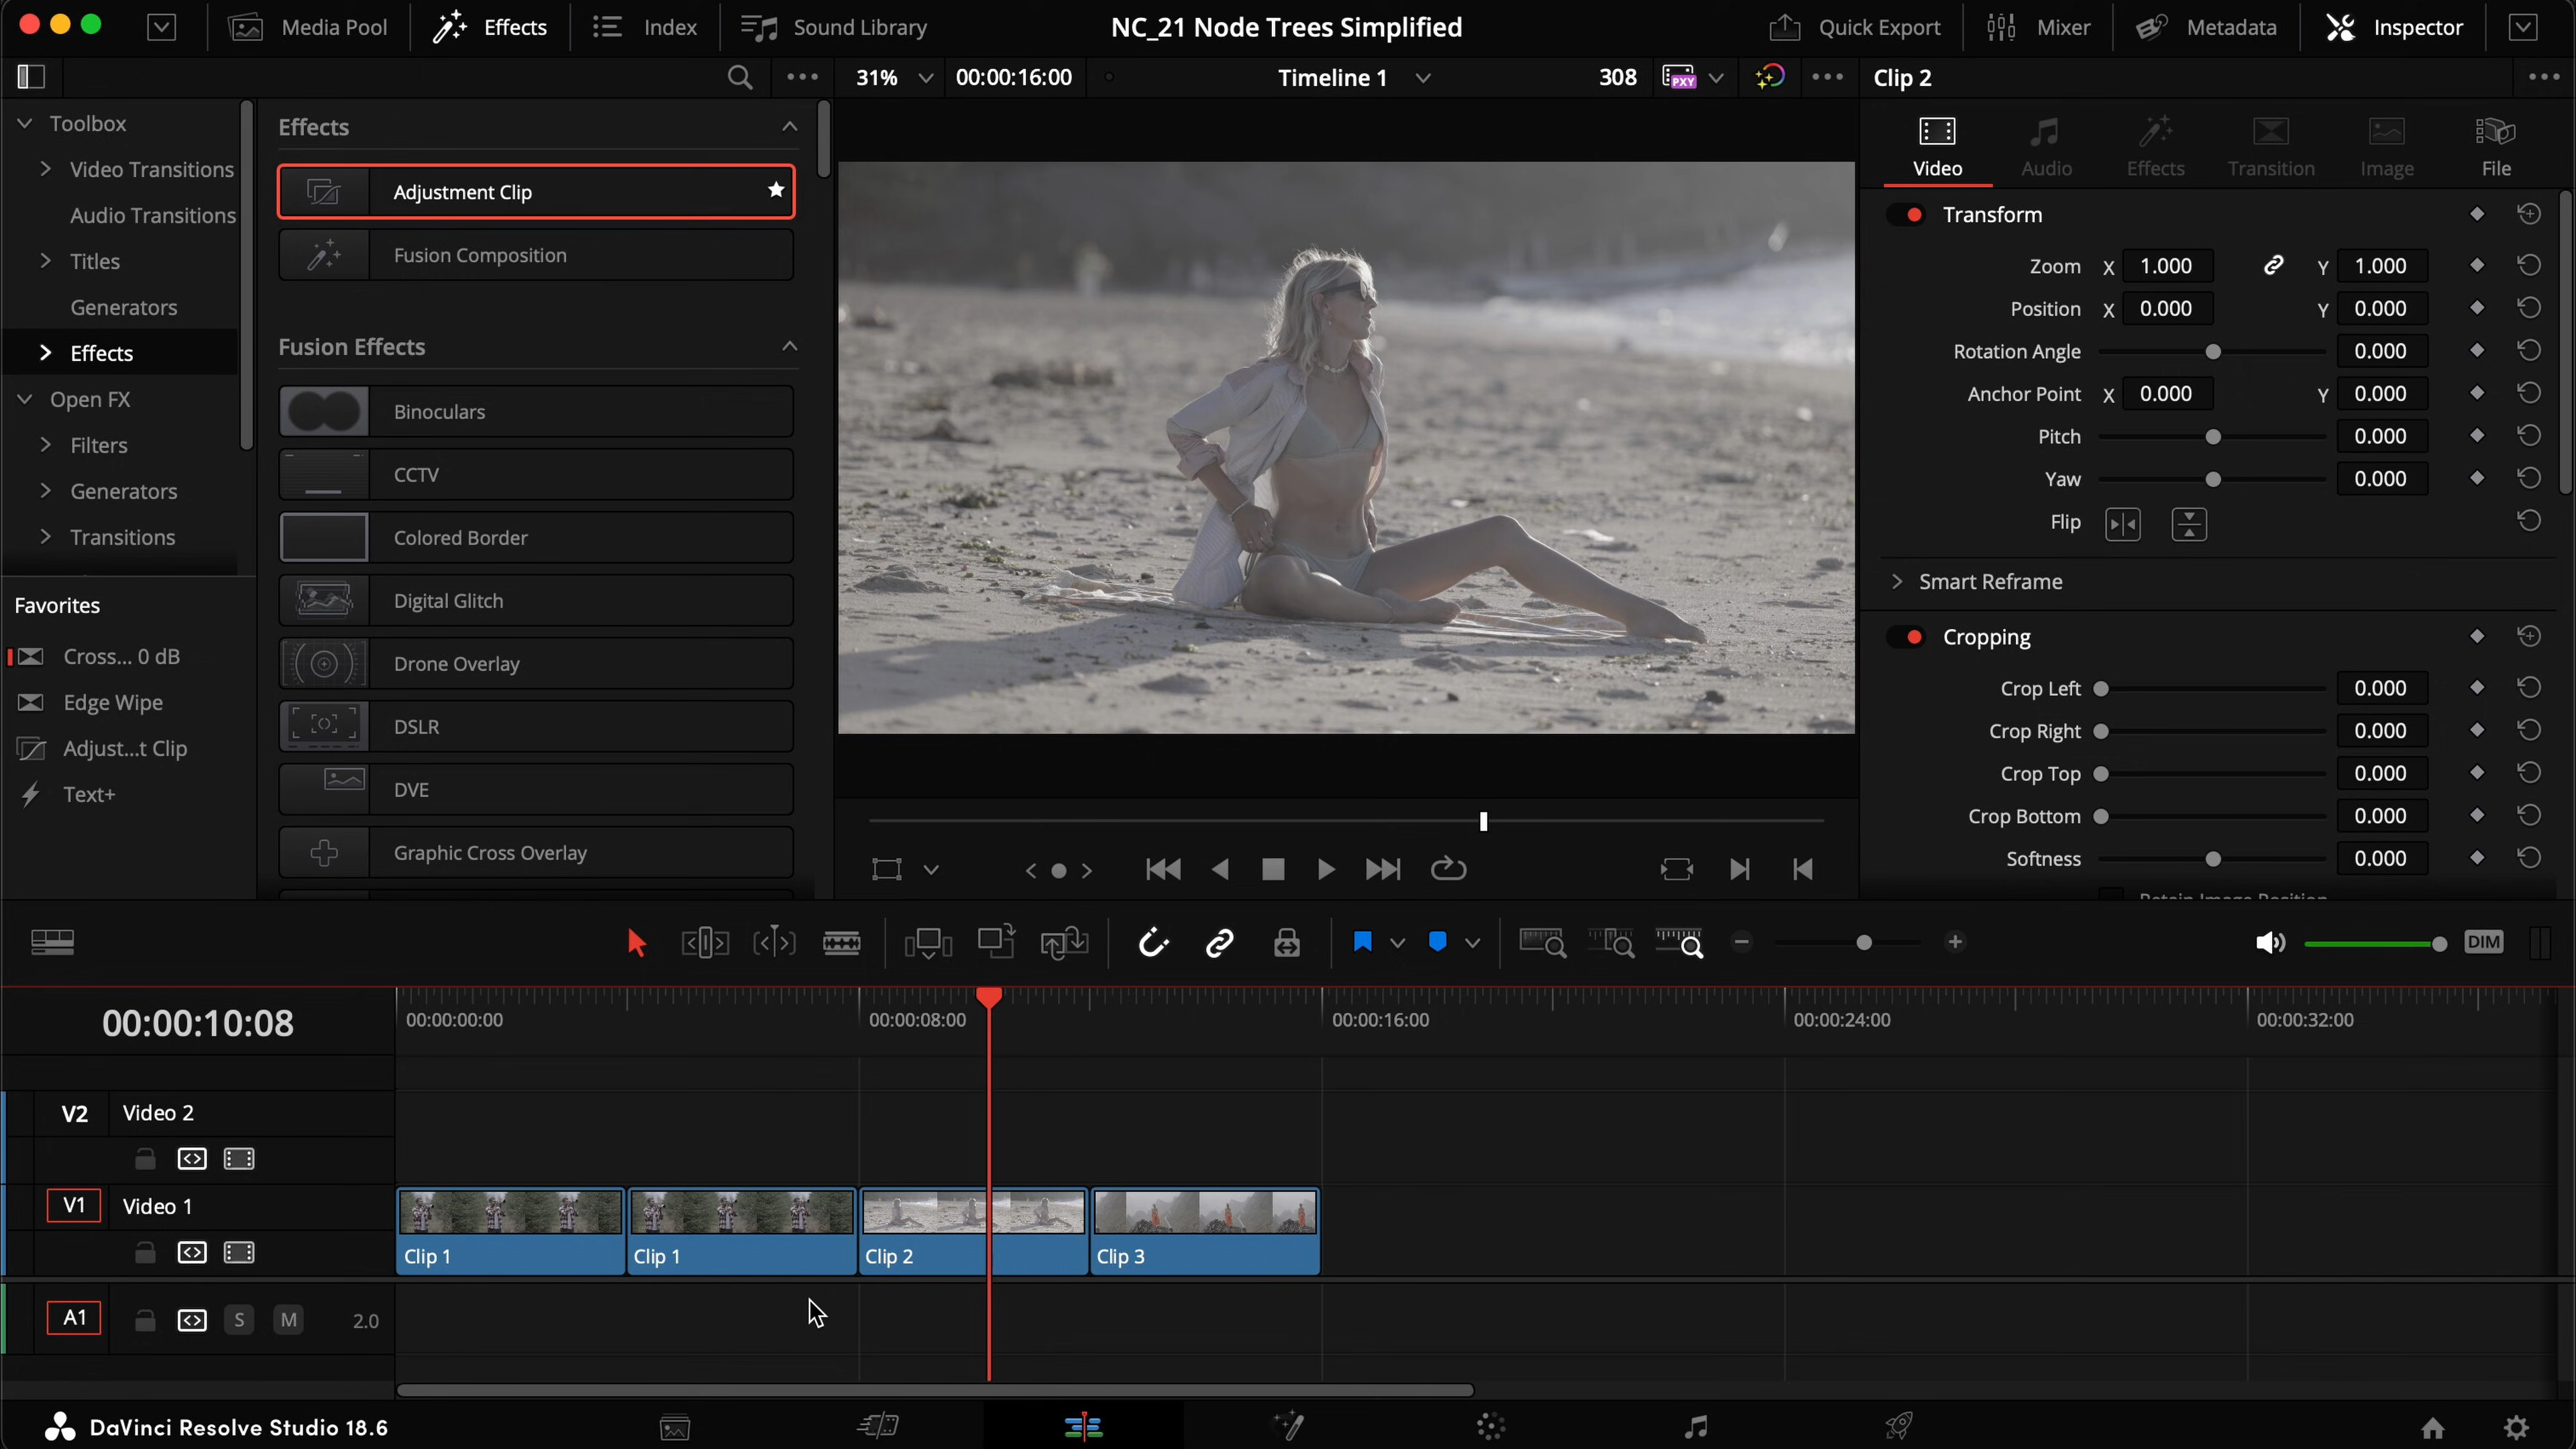 Media Pool
Effects
Index
Sound Library
NC_21 Node Trees Simplified
Quick Export
Mixer
Metadata
Inspector
31%
00:00:16:00
Timeline 1
308
PXY
Clip 2
Toolbox
Video Transitions
Audio Transitions
Titles
Generators
Effects
Open FX
Filters
Generators
Transitions
Favorites
Cross... 0 dB
Edge Wipe
Adjust...t Clip
Text+
Effects
Adjustment Clip
Fusion Composition
Fusion Effects
Binoculars
CCTV
Colored Border
Digital Glitch
Drone Overlay
DSLR
DVE
Graphic Cross Overlay
Video
Audio
Effects
Transition
Image
File
Transform
Zoom X 1.000 Y 1.000
Position X 0.000 Y 0.000
Rotation Angle 0.000
Anchor Point X 0.000 Y 0.000
Pitch 0.000
Yaw 0.000
Flip
Smart Reframe
Cropping
Crop Left 0.000
Crop Right 0.000
Crop Top 0.000
Crop Bottom 0.000
Softness 0.000
Retain Image Position
DIM
00:00:10:08
00:00:00:00
00:00:08:00
00:00:16:00
00:00:24:00
00:00:32:00
V2 Video 2
V1 Video 1
Clip 1
Clip 1
Clip 2
Clip 3
A1 S M 2.0
DaVinci Resolve Studio 18.6